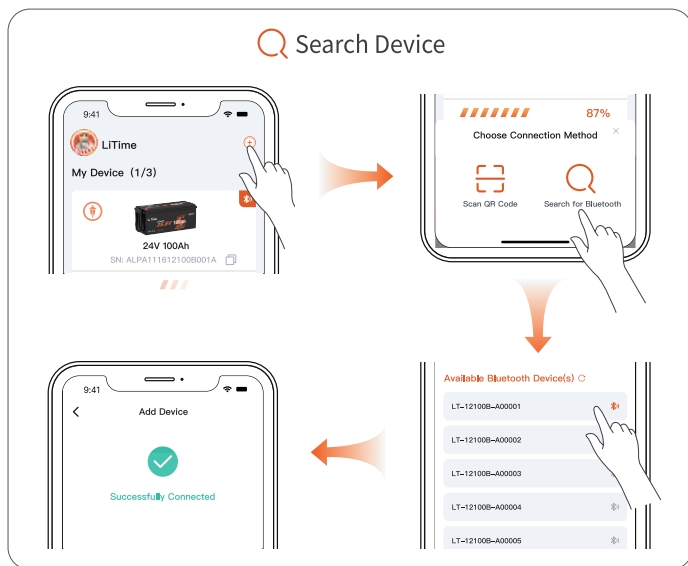 Search Device
9:41
LiTime
My Device (1/3)
24V 100Ah
SN: ALPA111612100B001A
87%
Choose Connection Method
Scan QR Code
Search for Bluetooth
Available Bluetooth Device(s)
LT-12100B-A00001
LT-12100B-A00002
LT-12100B-A00003
LT-12100B-A00004
LT-12100B-A00005
9:41
Add Device
Successfully Connected